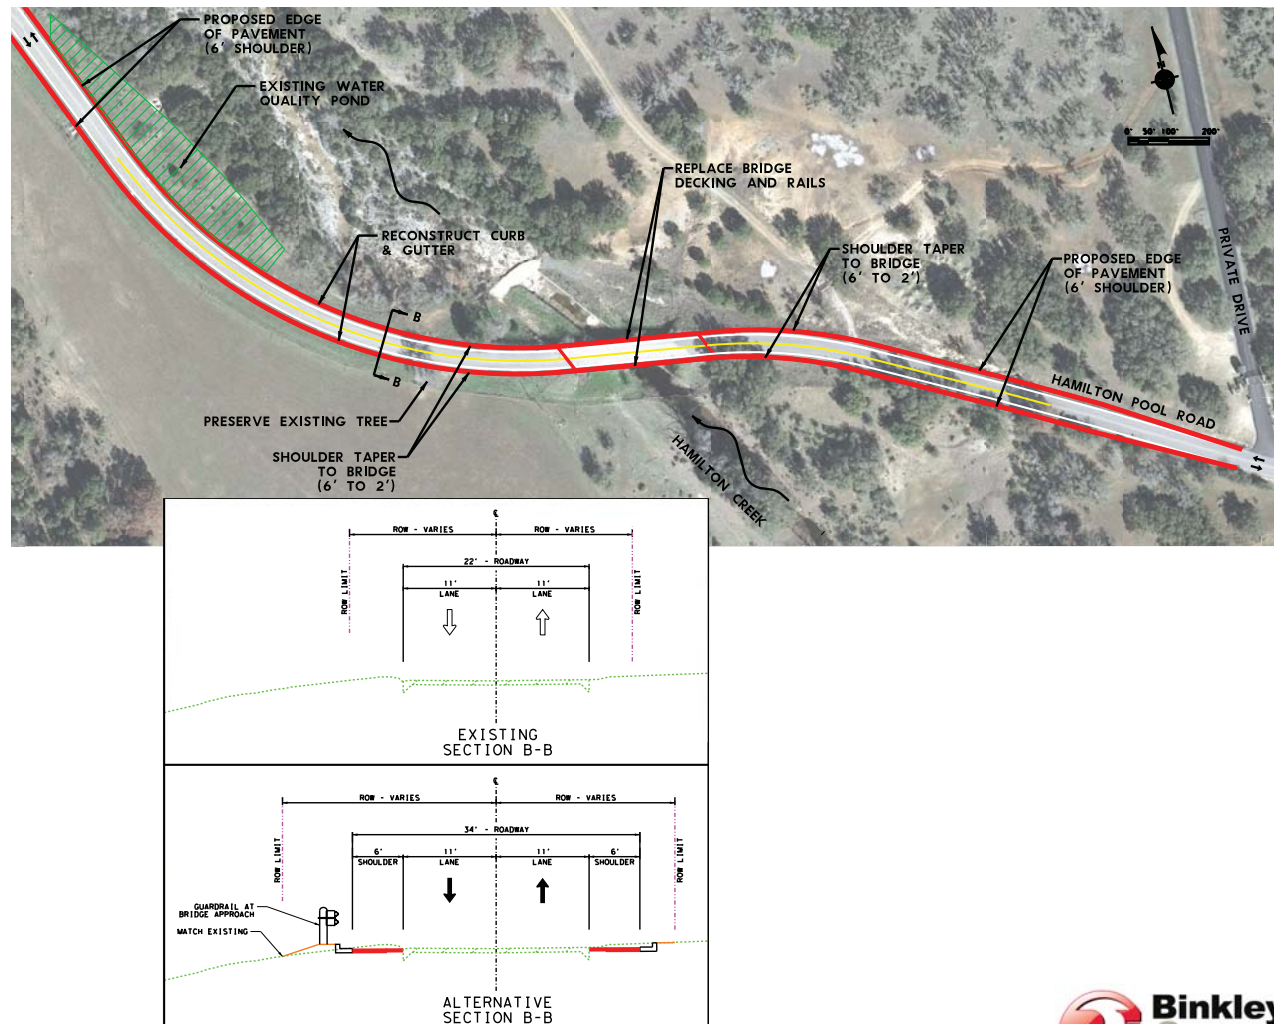 PROPOSED EDGE
OF PAVEMENT
(6' SHOULDER)
EXISTING WATER
QUALITY POND
REPLACE BRIDGE
DECKING AND RAILS
0' 50' 100' 200'
RECONSTRUCT CURB
& GUTTER
SHOULDER TAPER
TO BRIDGE
(6' TO 2')
PROPOSED EDGE
OF PAVEMENT
(6' SHOULDER)
PRIVATE DRIVE
B
B
HAMILTON POOL ROAD
PRESERVE EXISTING TREE
SHOULDER TAPER
TO BRIDGE
(6' TO 2')
HAMILTON CREEK
℄
ROW - VARIES
ROW - VARIES
22' - ROADWAY
ROW LIMIT
11'
LANE
11'
LANE
ROW LIMIT
EXISTING
SECTION B-B
℄
ROW - VARIES
ROW - VARIES
34' - ROADWAY
ROW LIMIT
6'
SHOULDER
11'
LANE
11'
LANE
6'
SHOULDER
ROW LIMIT
GUARDRAIL AT
BRIDGE APPROACH
MATCH EXISTING
ALTERNATIVE
SECTION B-B
Binkley